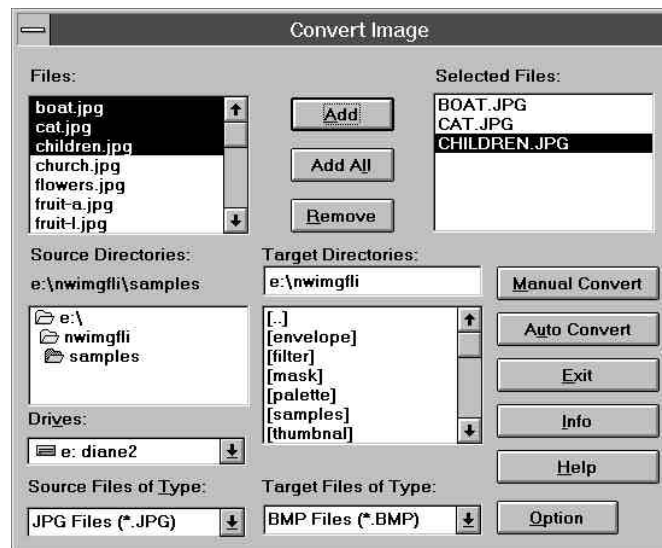 Convert Image
Files:
boat.jpg
cat.jpg
children.jpg
church.jpg
flowers.jpg
fruit-a.jpg
fruit-l.jpg
Add
Add All
Remove
Selected Files:
BOAT.JPG
CAT.JPG
CHILDREN.JPG
Source Directories:
e:\nwimgfli\samples
e:\
nwimgfli
samples
Drives:
e: diane2
Source Files of Type:
JPG Files (*.JPG)
Target Directories:
e:\nwimgfli
[..]
[envelope]
[filter]
[mask]
[palette]
[samples]
[thumbnal]
Target Files of Type:
BMP Files (*.BMP)
Manual Convert
Auto Convert
Exit
Info
Help
Option